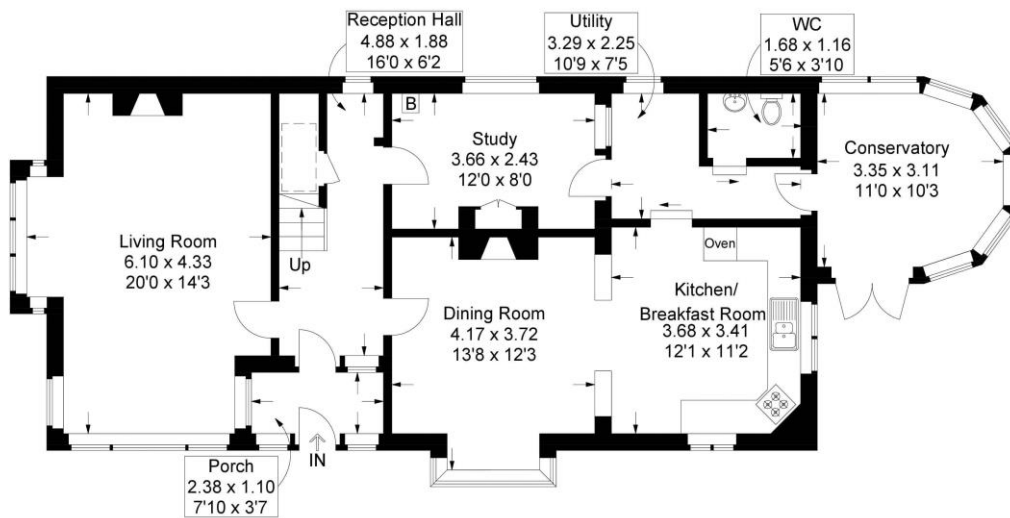 Reception Hall
4.88 x 1.88
16'0 x 6'2
Utility
3.29 x 2.25
10'9 x 7'5
WC
1.68 x 1.16
5'6 x 3'10
B
Study
3.66 x 2.43
12'0 x 8'0
Conservatory
3.35 x 3.11
11'0 x 10'3
Living Room
6.10 x 4.33
20'0 x 14'3
Up
Oven
Dining Room
4.17 x 3.72
13'8 x 12'3
Kitchen/
Breakfast Room
3.68 x 3.41
12'1 x 11'2
IN
Porch
2.38 x 1.10
7'10 x 3'7